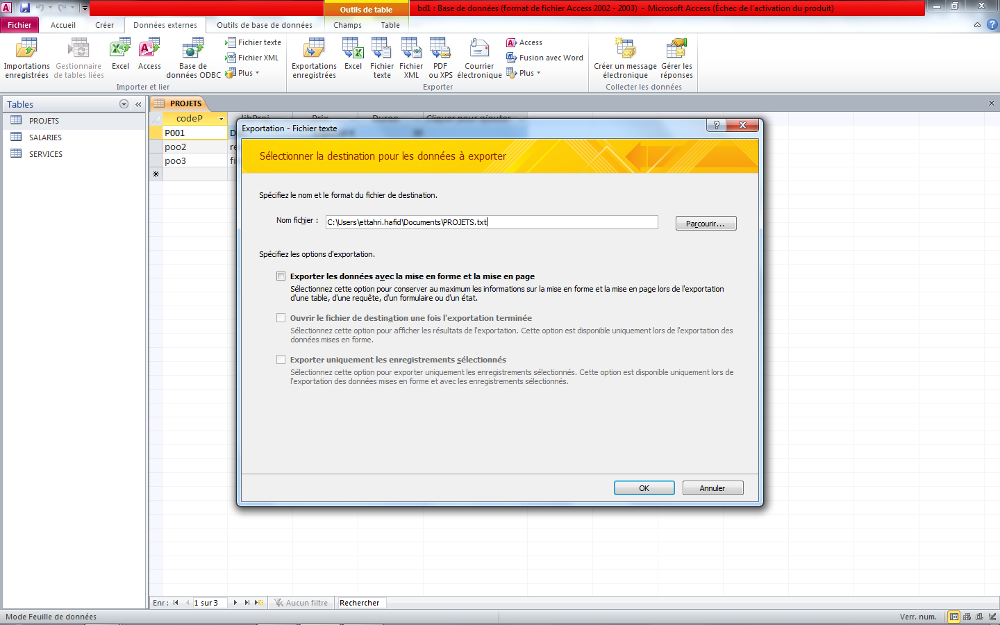 Outils de table
bd1 : Base de données (format de fichier Access 2002 - 2003) - Microsoft Access (Échec de l'activation du produit)
Fichier
Accueil
Créer
Données externes
Outils de base de données
Champs
Table
Importations enregistrées
Gestionnaire de tables liées
Excel
Access
Base de données ODBC
Fichier texte
Fichier XML
Plus
Importer et lier
Exportations enregistrées
Excel
Fichier texte
Fichier XML
PDF ou XPS
Courrier électronique
Access
Fusion avec Word
Plus
Exporter
Créer un message électronique
Gérer les réponses
Collecter les données
Tables
PROJETS
SALARIES
SERVICES
PROJETS
codeP
P001
poo2
poo3
Exportation - Fichier texte
Sélectionner la destination pour les données à exporter
Spécifiez le nom et le format du fichier de destination.
Nom fichier :
C:\Users\ettahri.hafid\Documents\PROJETS.txt
Parcourir...
Spécifiez les options d'exportation.
Exporter les données avec la mise en forme et la mise en page
Sélectionnez cette option pour conserver au maximum les informations sur la mise en forme et la mise en page lors de l'exportation
d'une table, d'une requête, d'un formulaire ou d'un état.
Ouvrir le fichier de destination une fois l'exportation terminée
Sélectionnez cette option pour afficher les résultats de l'exportation. Cette option est disponible uniquement lors de l'exportation des
données mises en forme.
Exporter uniquement les enregistrements sélectionnés
Sélectionnez cette option pour exporter uniquement les enregistrements sélectionnés. Cette option est disponible uniquement lors de
l'exportation des données mises en forme et avec les enregistrements sélectionnés.
OK
Annuler
Enr :
1 sur 3
Aucun filtre
Rechercher
Mode Feuille de données
Verr. num.